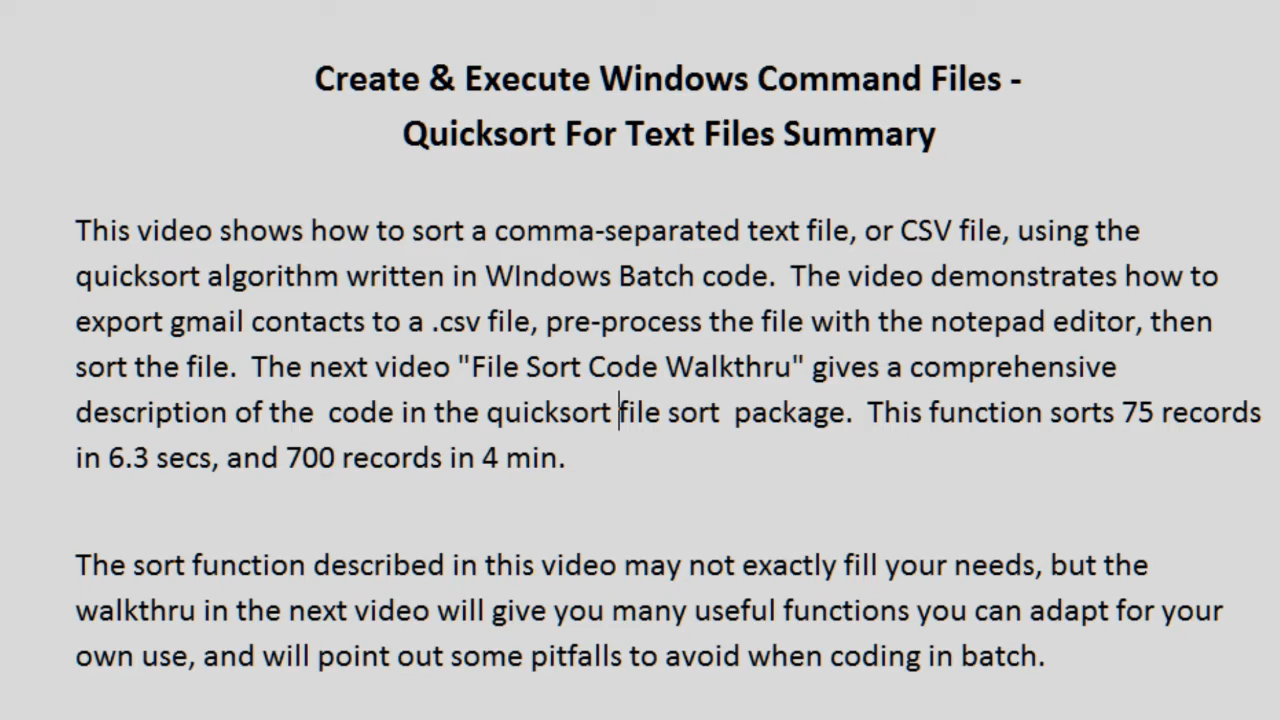 Create & Execute Windows Command Files -
Quicksort For Text Files Summary
This video shows how to sort a comma-separated text file, or CSV file, using the
quicksort algorithm written in WIndows Batch code.  The video demonstrates how to
export gmail contacts to a .csv file, pre-process the file with the notepad editor, then
sort the file.  The next video "File Sort Code Walkthru" gives a comprehensive
description of the  code in the quicksort file sort  package.  This function sorts 75 records
in 6.3 secs, and 700 records in 4 min.
The sort function described in this video may not exactly fill your needs, but the
walkthru in the next video will give you many useful functions you can adapt for your
own use, and will point out some pitfalls to avoid when coding in batch.